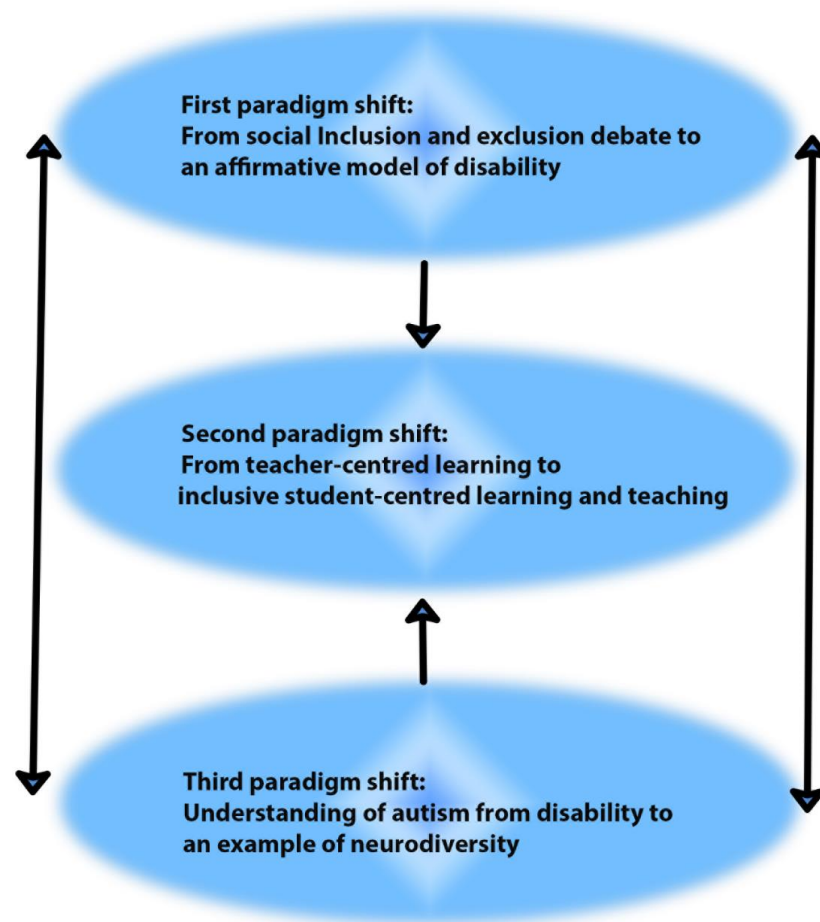 First paradigm shift:
From social Inclusion and exclusion debate to
an affirmative model of disability
Second paradigm shift:
From teacher-centred learning to
inclusive student-centred learning and teaching
Third paradigm shift:
Understanding of autism from disability to
an example of neurodiversity